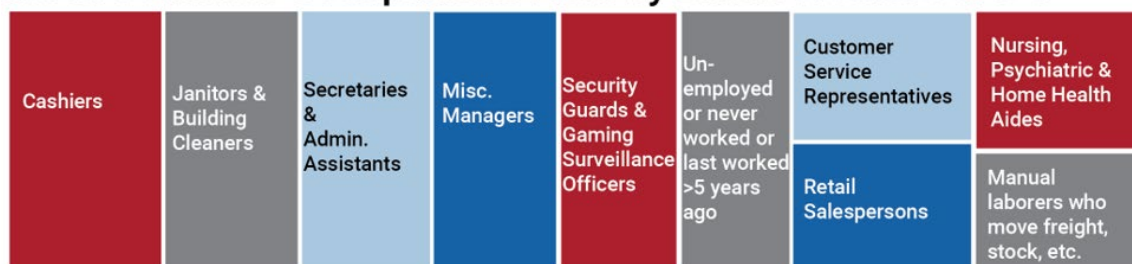 Cashiers
Janitors &
Building
Cleaners
Secretaries
&
Admin.
Assistants
Misc.
Managers
Security
Guards &
Gaming
Surveillance
Officers
Un-
employed
or never
worked or
last worked
>5 years
ago
Customer
Service
Representatives
Retail
Salespersons
Nursing,
Psychiatric &
Home Health
Aides
Manual
laborers who
move freight,
stock, etc.